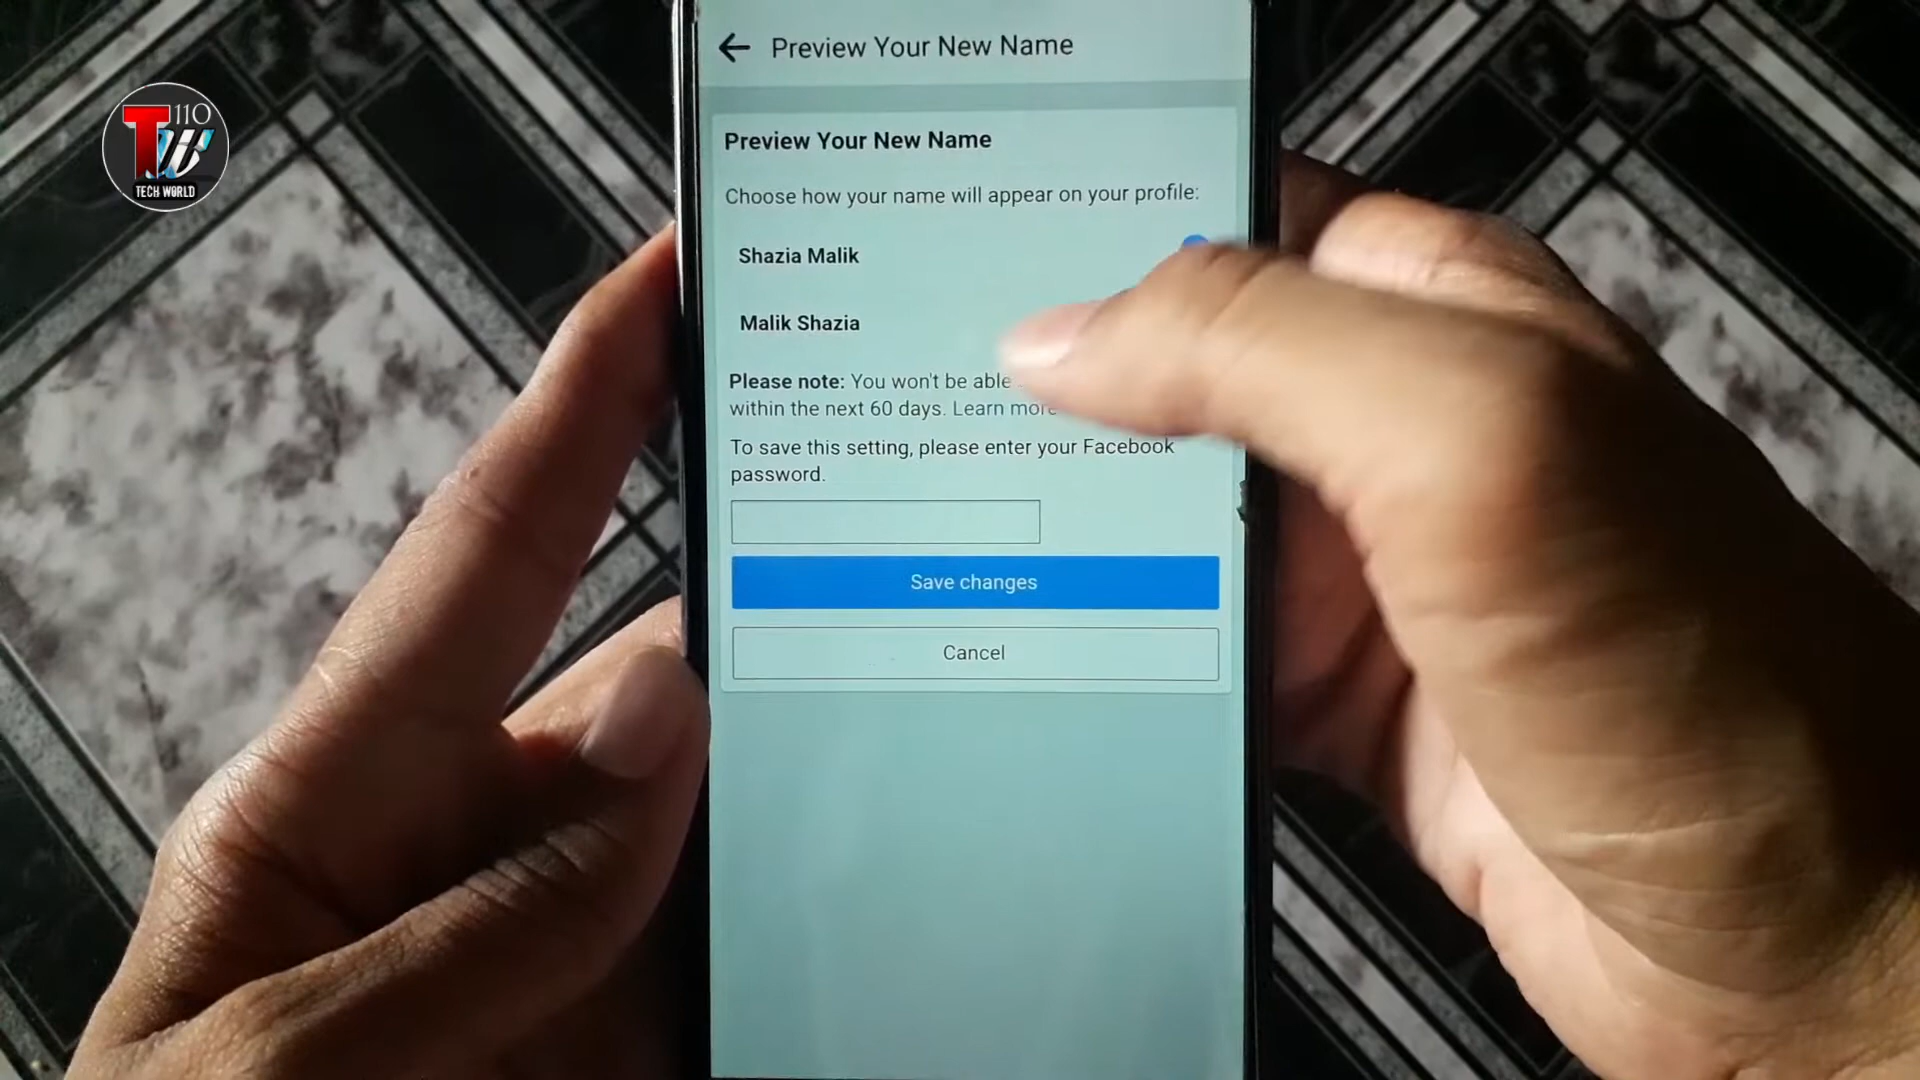 Preview Your New Name
T 110
W
TECH WORLD
Preview Your New Name
Choose how your name will appear on your profile:
Shazia Malik
Malik Shazia
Please note: You won't be able
within the next 60 days. Learn more
To save this setting, please enter your Facebook
password.
Save changes
Cancel